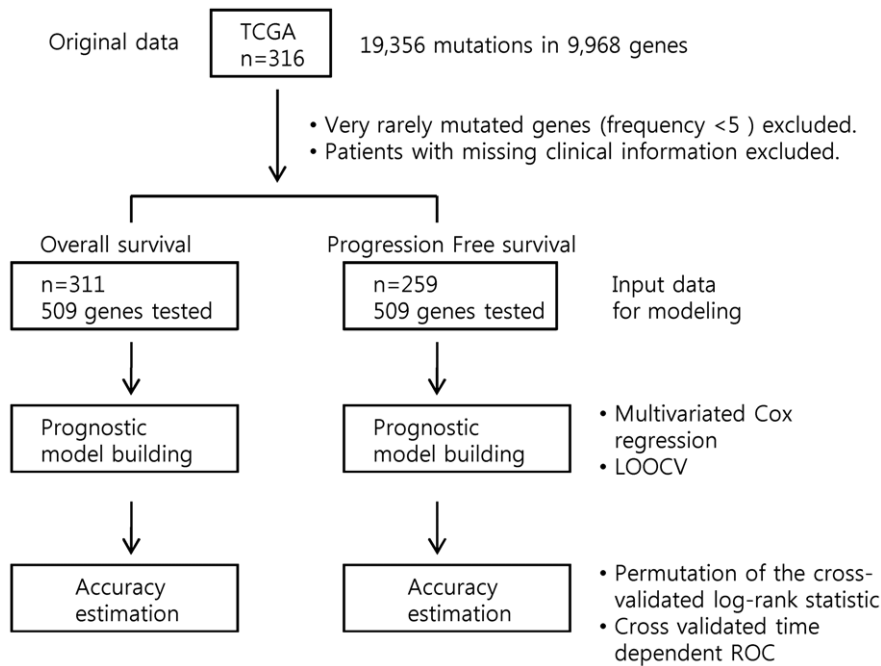 Original data
TCGA
n=316
19,356 mutations in 9,968 genes
• Very rarely mutated genes (frequency <5 ) excluded.
• Patients with missing clinical information excluded.
Overall survival
Progression Free survival
n=311
509 genes tested
n=259
509 genes tested
Input data
for modeling
Prognostic
model building
Prognostic
model building
• Multivariated Cox
regression
• LOOCV
Accuracy
estimation
Accuracy
estimation
• Permutation of the cross-
validated log-rank statistic
• Cross validated time
dependent ROC